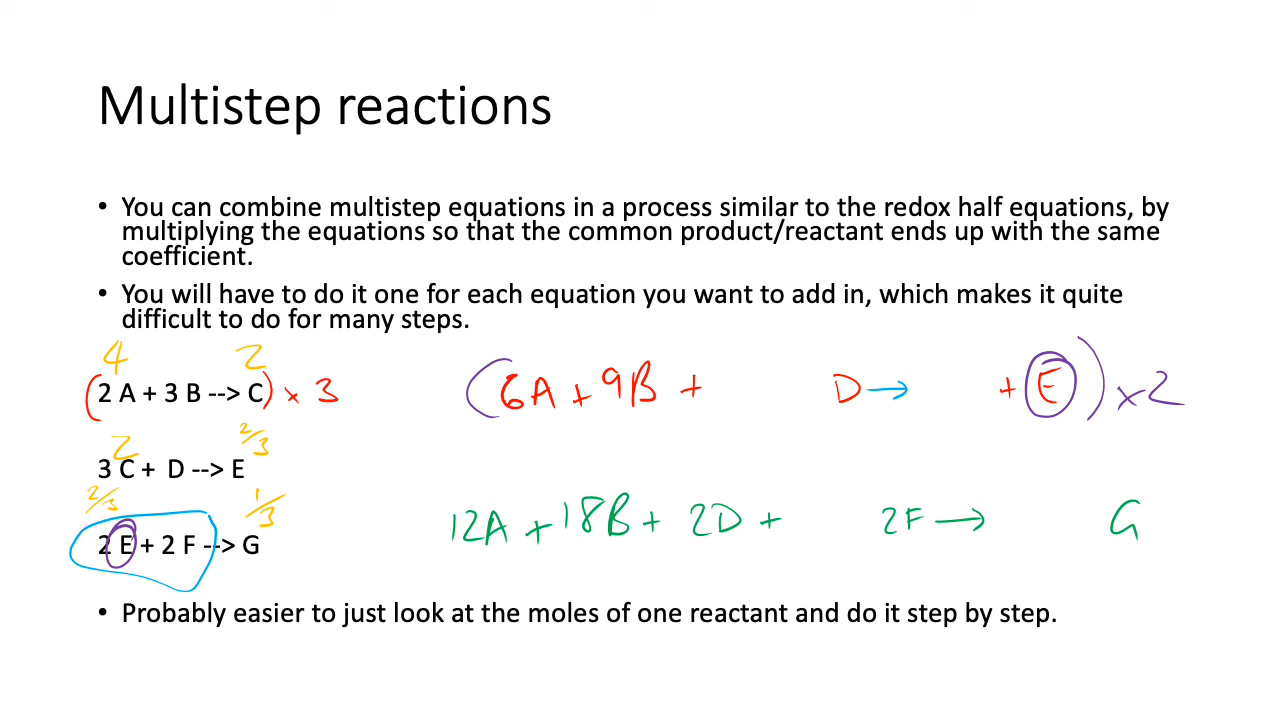 Multistep reactions
• You can combine multistep equations in a process similar to the redox half equations, by
multiplying the equations so that the common product/reactant ends up with the same
coefficient.
• You will have to do it one for each equation you want to add in, which makes it quite
difficult to do for many steps.
4 2
(2 A + 3 B --> C) × 3
(6A + 9B + D → + E) × 2
2 2/3
3 C + D --> E
2/3 1/3
2 E + 2 F --> G
12A + 18B + 2D + 2F → G
• Probably easier to just look at the moles of one reactant and do it step by step.